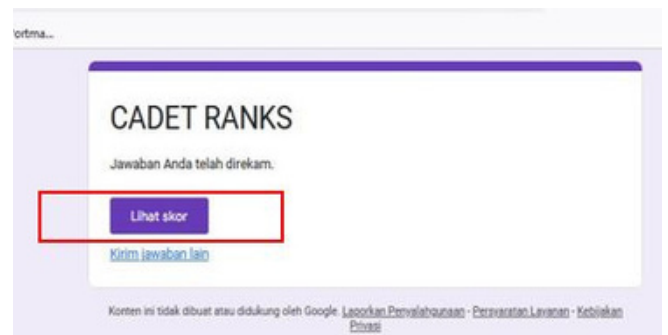 ortma...
CADET RANKS
Jawaban Anda telah direkam.
Lihat skor
Kirim jawaban lain
Konten ini tidak dibuat atau didukung oleh Google. Laporkan Penyalahgunaan - Persyaratan Layanan - Kebijakan
Privasi